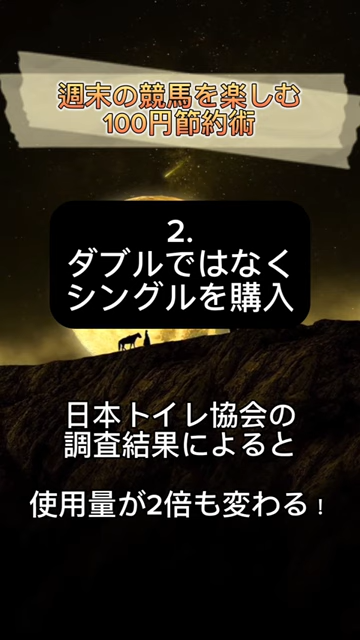 週末の競馬を楽しむ
100円節約術
2.
ダブルではなく
シングルを購入
日本トイレ協会の
調査結果によると
使用量が2倍も変わる！